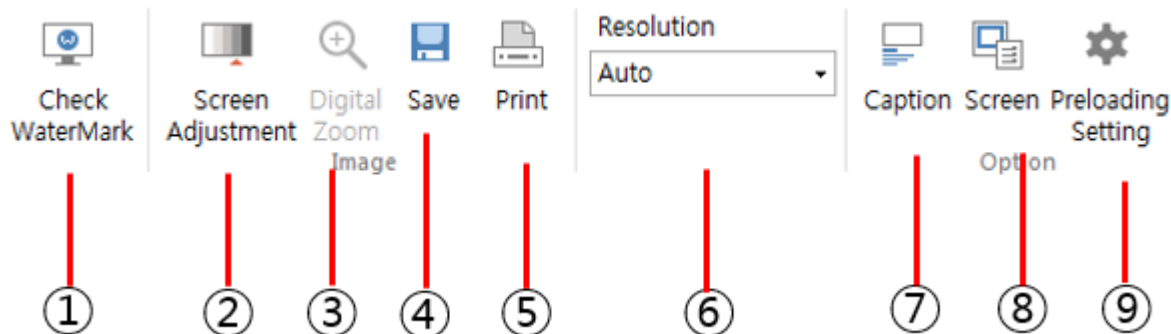 Check
WaterMark
Screen
Adjustment
Digital
Zoom
Save
Print
Image
Resolution
Auto
Caption
Screen
Preloading
Setting
Option
① ② ③ ④ ⑤ ⑥ ⑦ ⑧ ⑨